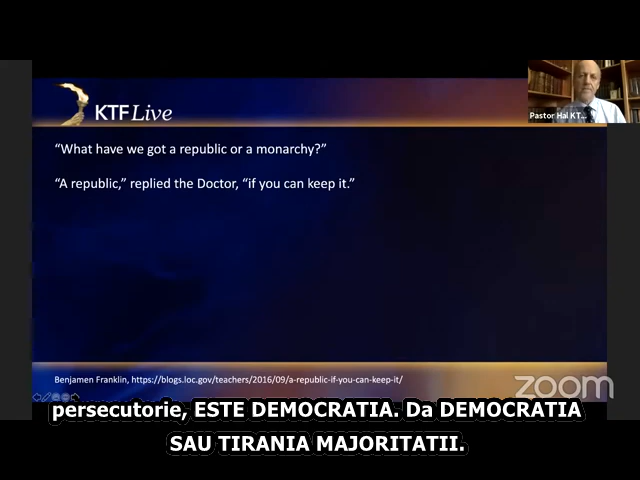 KTF Live
Pastor Hal KT...
“What have we got a republic or a monarchy?”
“A republic,” replied the Doctor, “if you can keep it.”
Benjamen Franklin, https://blogs.loc.gov/teachers/2016/09/a-republic-if-you-can-keep-it/
zoom
persecutorie, ESTE DEMOCRATIA. Da DEMOCRATIA
SAU TIRANIA MAJORITATII.